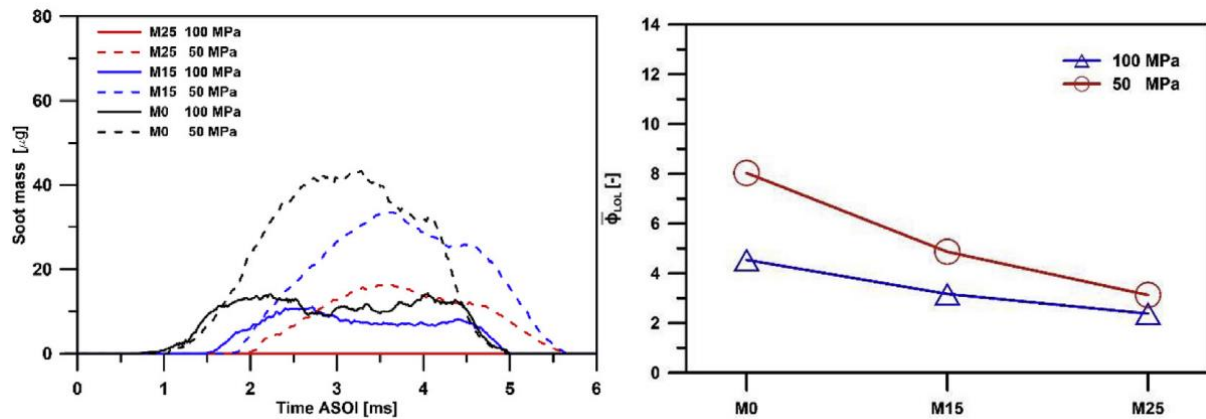 80
60
40
20
0
Soot mass [μg]
M25 100 MPa
M25 50 MPa
M15 100 MPa
M15 50 MPa
M0 100 MPa
M0 50 MPa
0 1 2 3 4 5 6
Time ASOI [ms]
14
12
10
8
6
4
2
0
ϕ̅LOL [-]
100 MPa
50 MPa
M0 M15 M25